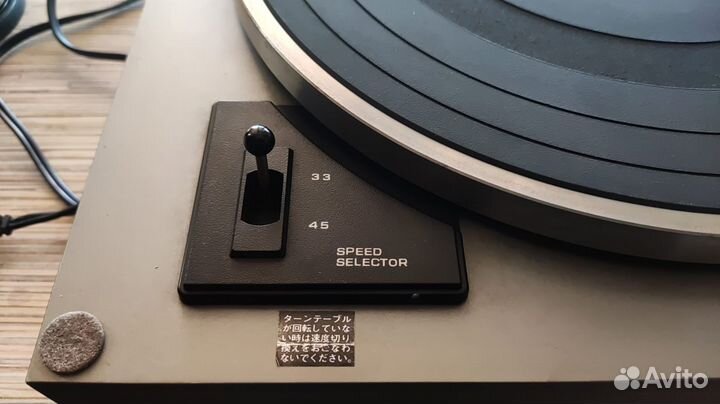 33
45
SPEED
SELECTOR
ターンテーブル
が回転していな
い時は速度切り
換えをおこなわ
ないでください。
Avito